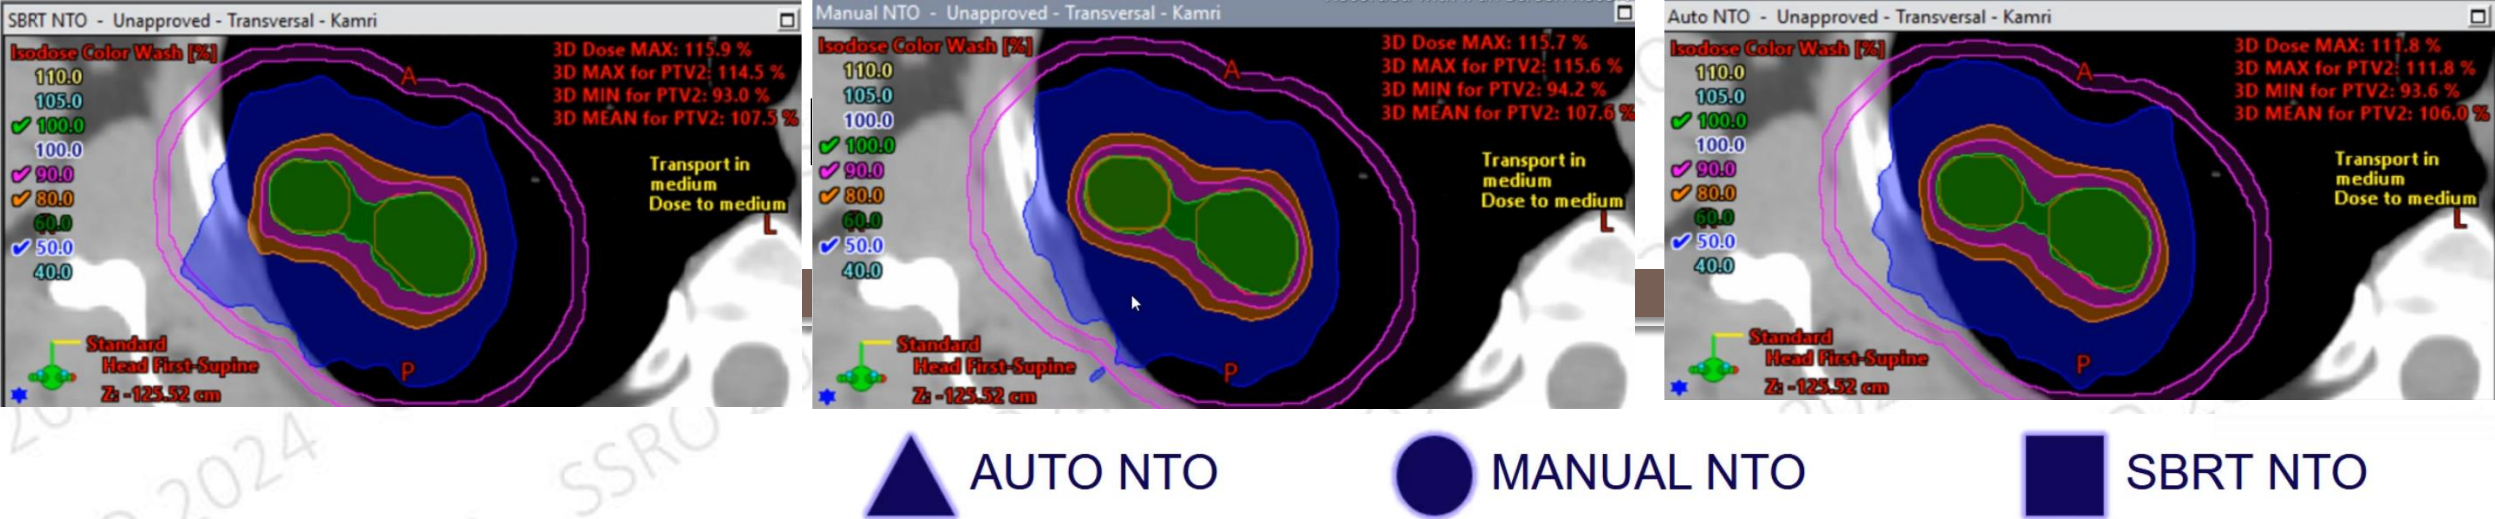 SBRT NTO - Unapproved - Transversal - Kamri
Isodose Color Wash [%]
110.0
105.0
100.0
100.0
90.0
80.0
60.0
50.0
40.0
3D Dose MAX: 115.9 %
3D MAX for PTV2: 114.5 %
3D MIN for PTV2: 93.0 %
3D MEAN for PTV2: 107.5 %
A
Transport in
medium
Dose to medium
L
Standard
Head First-Supine
Z: -125.52 cm
P
Manual NTO - Unapproved - Transversal - Kamri
Isodose Color Wash [%]
110.0
105.0
100.0
100.0
90.0
80.0
60.0
50.0
40.0
3D Dose MAX: 115.7 %
3D MAX for PTV2: 115.6 %
3D MIN for PTV2: 94.2 %
3D MEAN for PTV2: 107.6 %
A
Transport in
medium
Dose to medium
L
Standard
Head First-Supine
Z: -125.52 cm
P
Auto NTO - Unapproved - Transversal - Kamri
Isodose Color Wash [%]
110.0
105.0
100.0
100.0
90.0
80.0
60.0
50.0
40.0
3D Dose MAX: 111.8 %
3D MAX for PTV2: 111.8 %
3D MIN for PTV2: 93.6 %
3D MEAN for PTV2: 106.0 %
A
Transport in
medium
Dose to medium
L
Standard
Head First-Supine
Z: -125.52 cm
P
2024
SSRO
AUTO NTO
MANUAL NTO
SBRT NTO